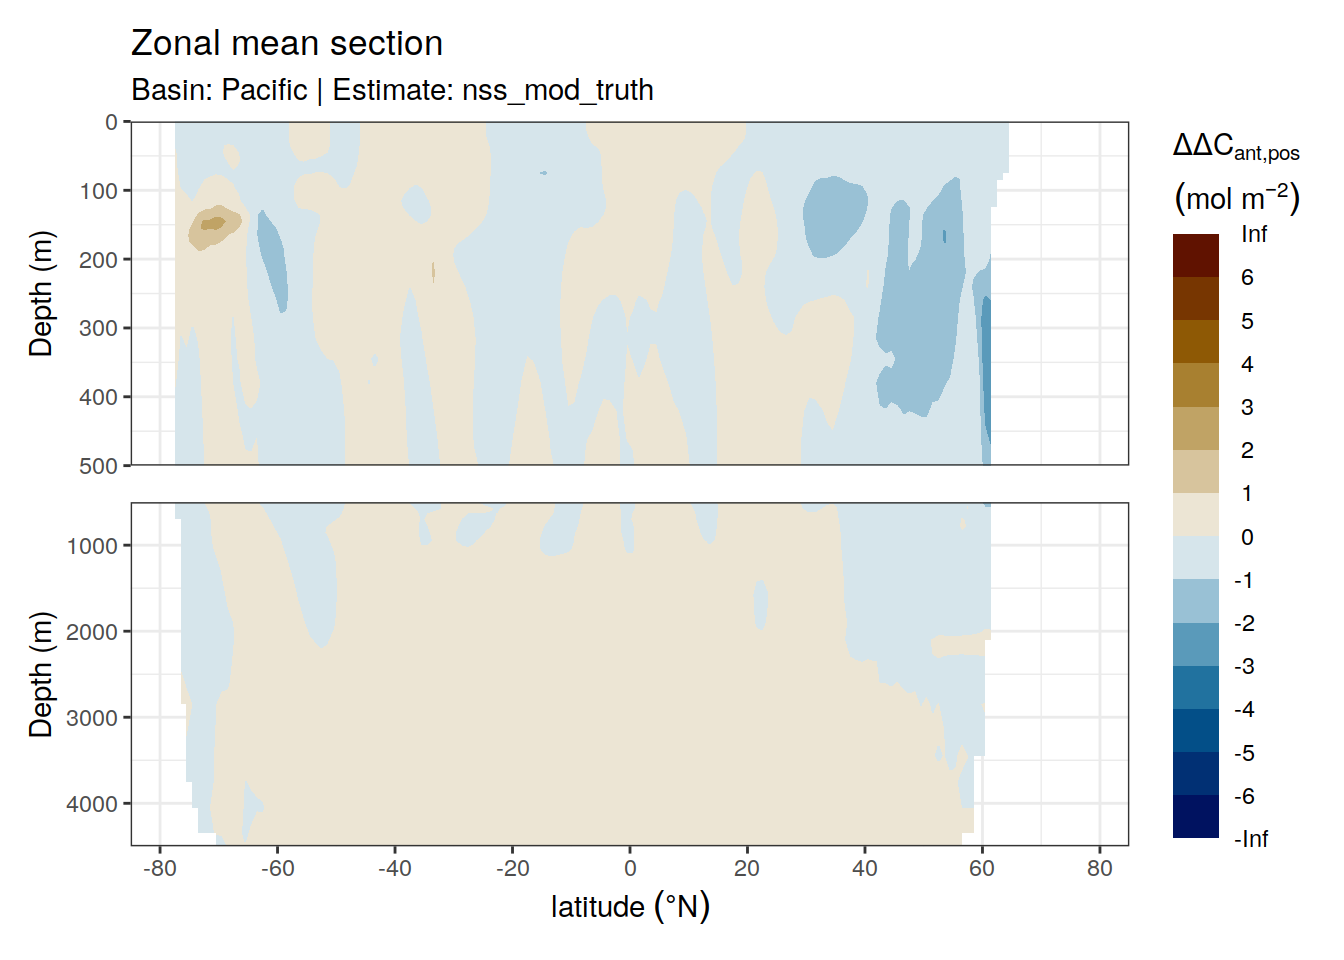 Zonal mean section
Basin: Pacific | Estimate: nss_mod_truth
Depth (m)
0
100
200
300
400
500
Depth (m)
1000
2000
3000
4000
-80 -60 -40 -20 0 20 40 60 80
latitude (°N)
ΔΔC_ant,pos
(mol m⁻²)
Inf
6
5
4
3
2
1
0
-1
-2
-3
-4
-5
-6
-Inf